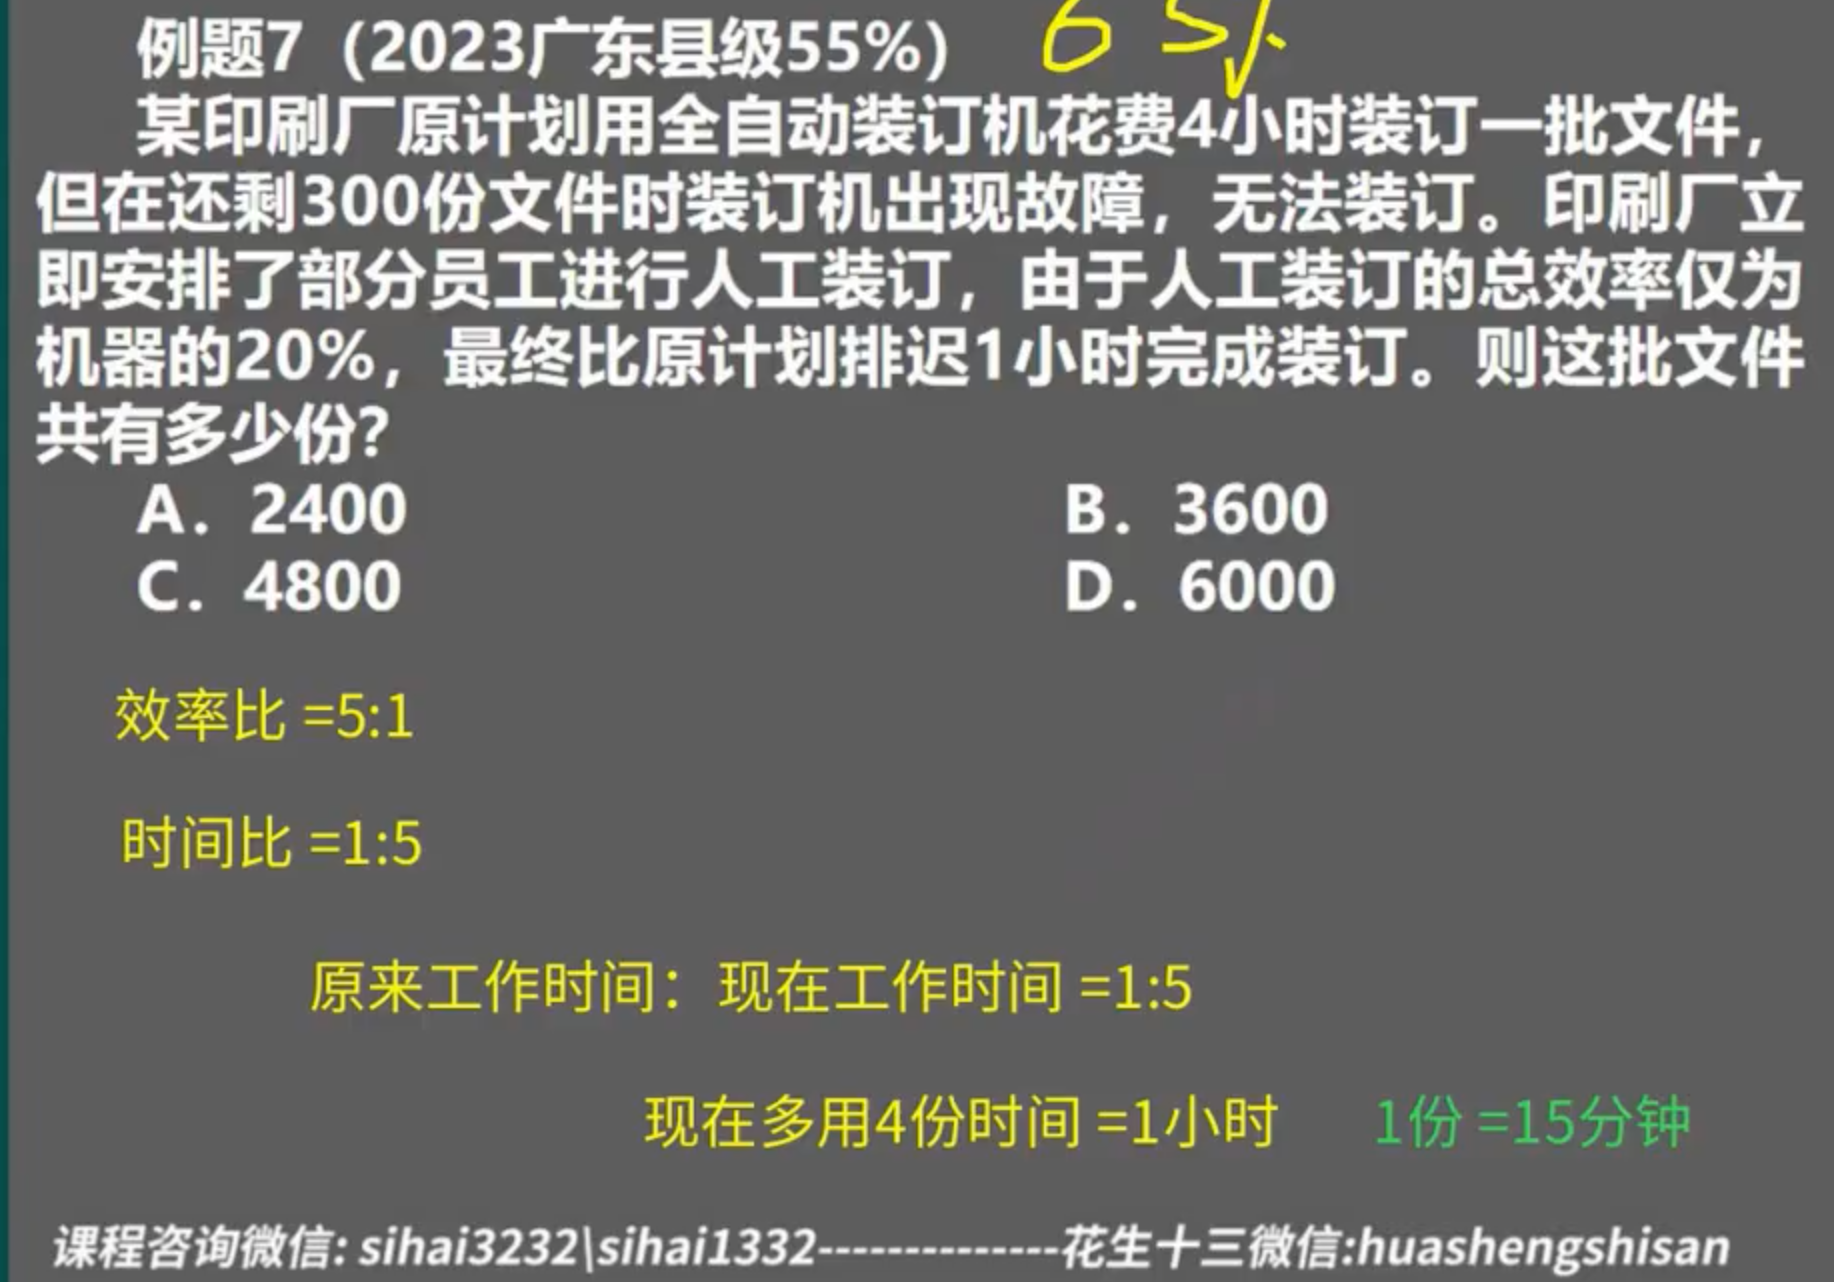 例题7（2023广东县级55%） 65%
某印刷厂原计划用全自动装订机花费4小时装订一批文件，
但在还剩300份文件时装订机出现故障，无法装订。印刷厂立
即安排了部分员工进行人工装订，由于人工装订的总效率仅为
机器的20%，最终比原计划排迟1小时完成装订。则这批文件
共有多少份？
A．2400 B．3600
C．4800 D．6000
效率比 =5:1
时间比 =1:5
原来工作时间：现在工作时间 =1:5
现在多用4份时间 =1小时 1份 =15分钟
课程咨询微信: sihai3232\sihai1332--------------花生十三微信:huashengshisan